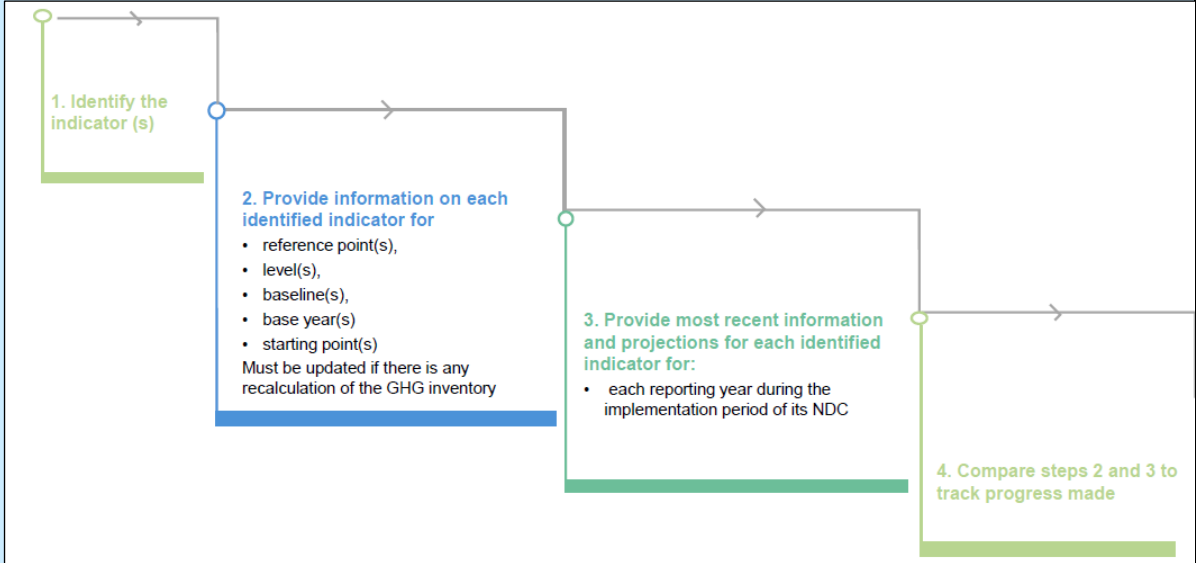 1. Identify the
indicator (s)
2. Provide information on each
identified indicator for
• reference point(s),
• level(s),
• baseline(s),
• base year(s)
• starting point(s)
Must be updated if there is any
recalculation of the GHG inventory
3. Provide most recent information
and projections for each identified
indicator for:
• each reporting year during the
implementation period of its NDC
4. Compare steps 2 and 3 to
track progress made